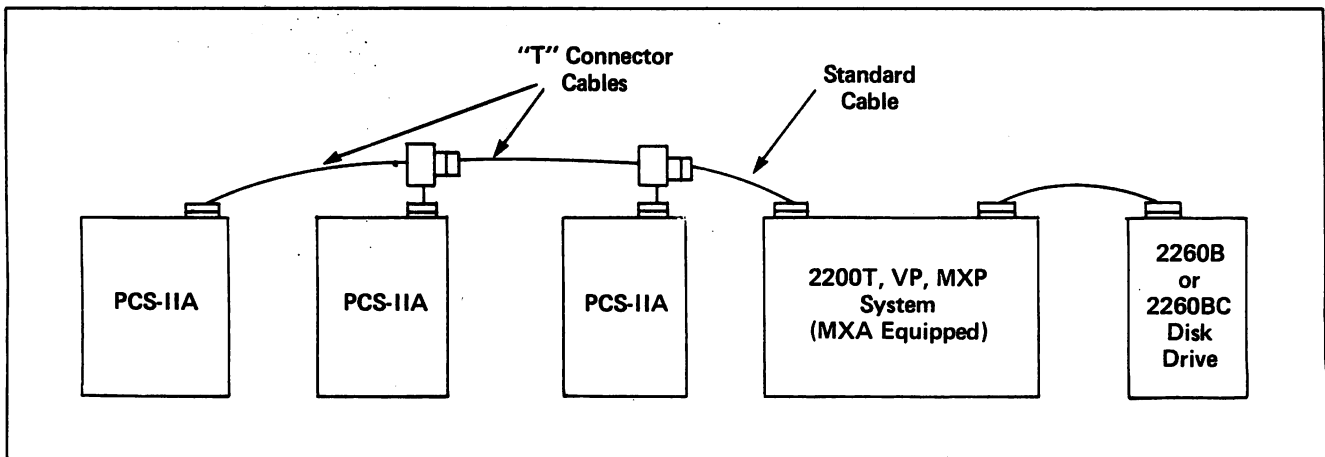 "T" Connector
Cables
Standard
Cable
PCS-IIA
PCS-IIA
PCS-IIA
2200T, VP, MXP
System
(MXA Equipped)
2260B
or
2260BC
Disk
Drive